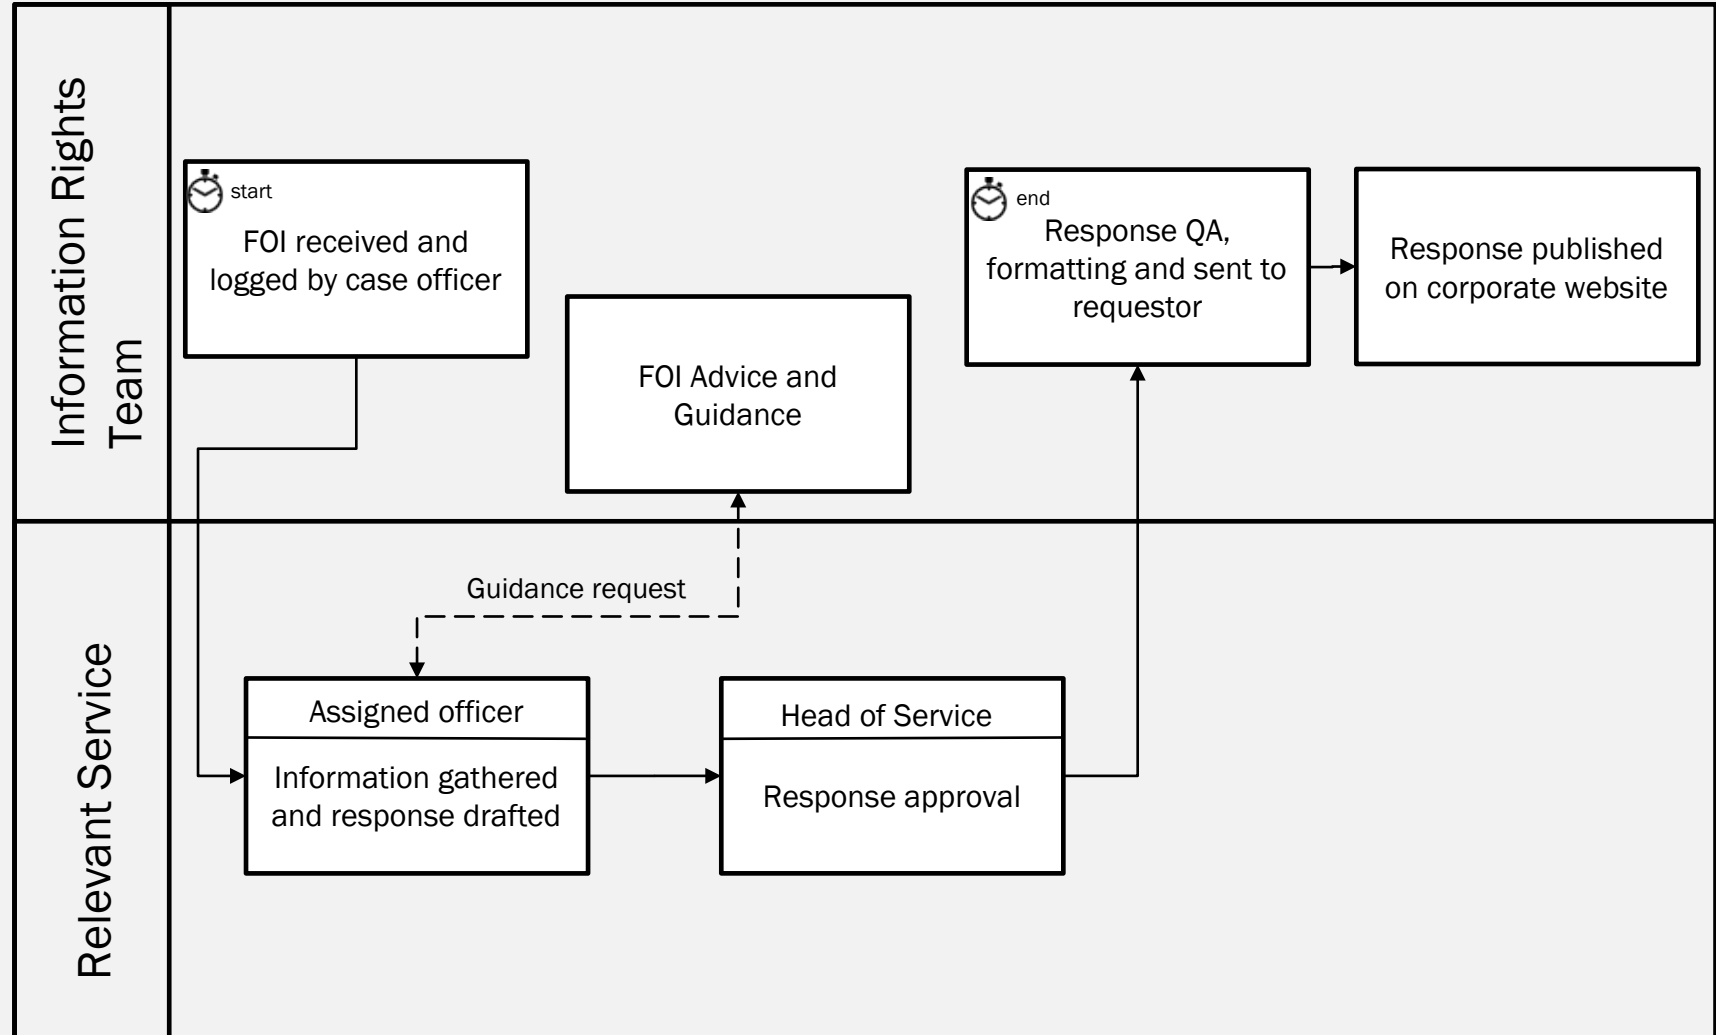 Information Rights
Team
start
FOI received and
logged by case officer
FOI Advice and
Guidance
end
Response QA,
formatting and sent to
requestor
Response published
on corporate website
Relevant Service
Guidance request
Assigned officer
Information gathered
and response drafted
Head of Service
Response approval